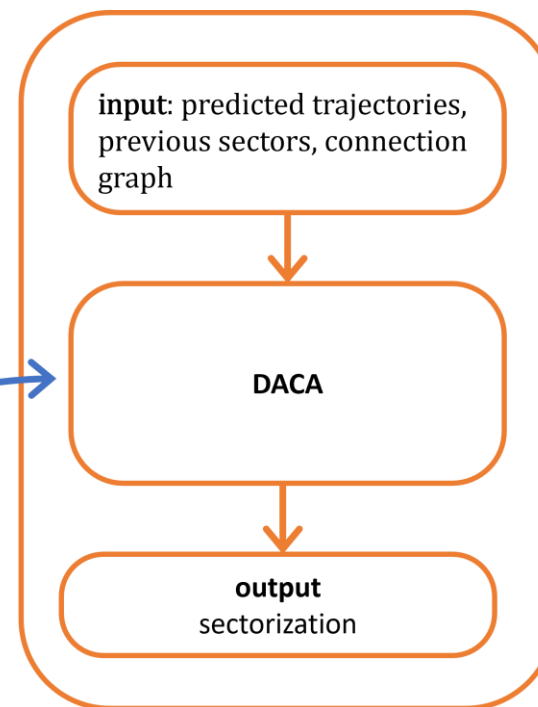 input: predicted trajectories,
previous sectors, connection
graph
DACA
output
sectorization